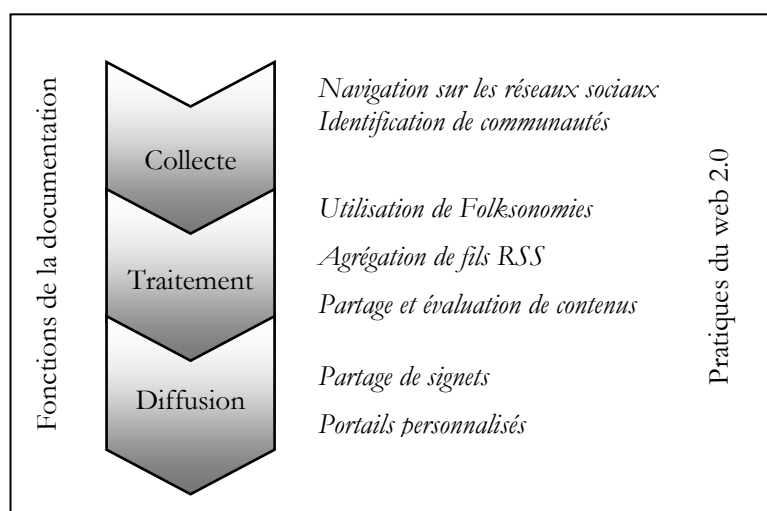 Fonctions de la documentation
Collecte
Navigation sur les réseaux sociaux
Identification de communautés
Traitement
Utilisation de Folksonomies
Agrégation de fils RSS
Partage et évaluation de contenus
Diffusion
Partage de signets
Portails personnalisés
Pratiques du web 2.0